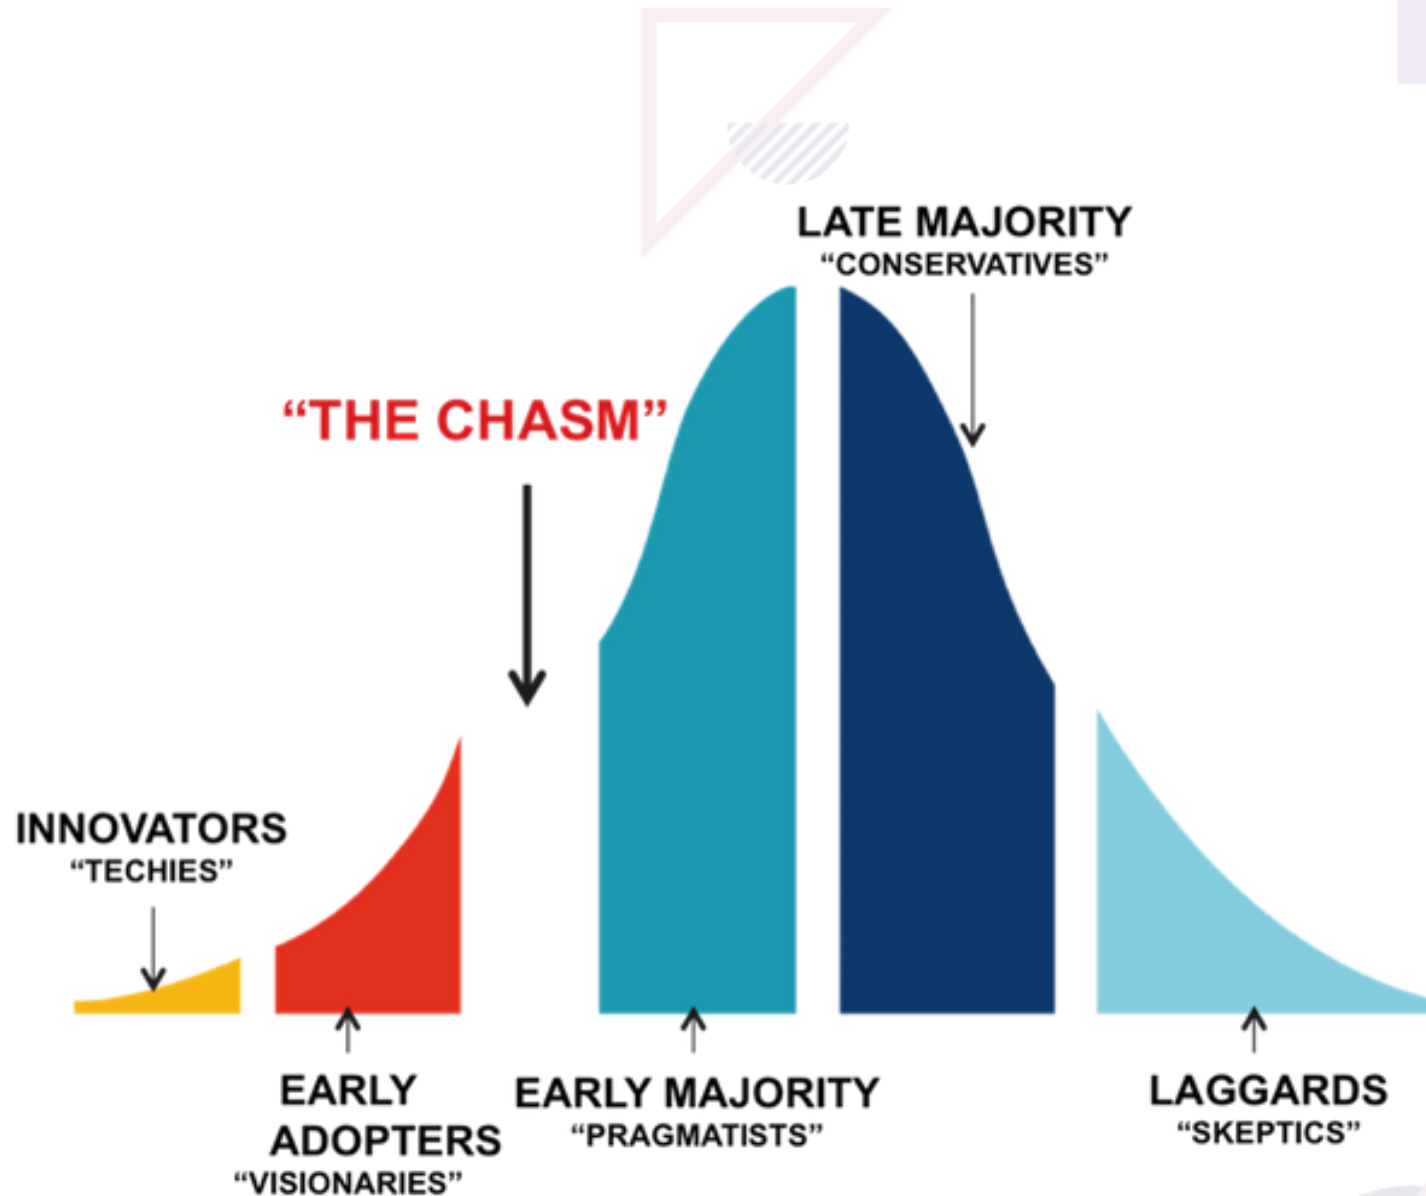 LATE MAJORITY
“CONSERVATIVES”
“THE CHASM”
INNOVATORS
“TECHIES”
EARLY
ADOPTERS
“VISIONARIES”
EARLY MAJORITY
“PRAGMATISTS”
LAGGARDS
“SKEPTICS”